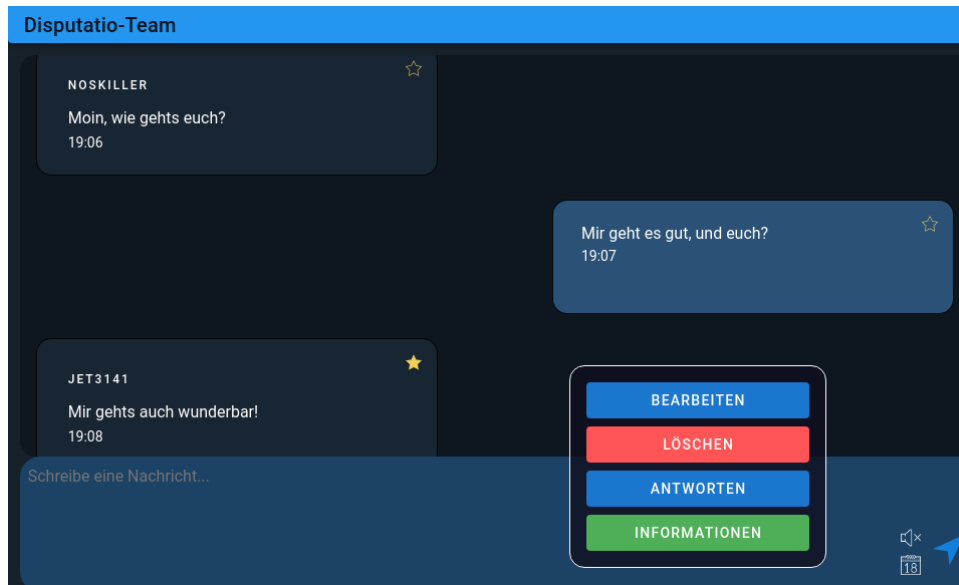 Disputatio-Team
NOSKILLER
Moin, wie gehts euch?
19:06
Mir geht es gut, und euch?
19:07
JET3141
Mir gehts auch wunderbar!
19:08
BEARBEITEN
LÖSCHEN
ANTWORTEN
INFORMATIONEN
Schreibe eine Nachricht...
18